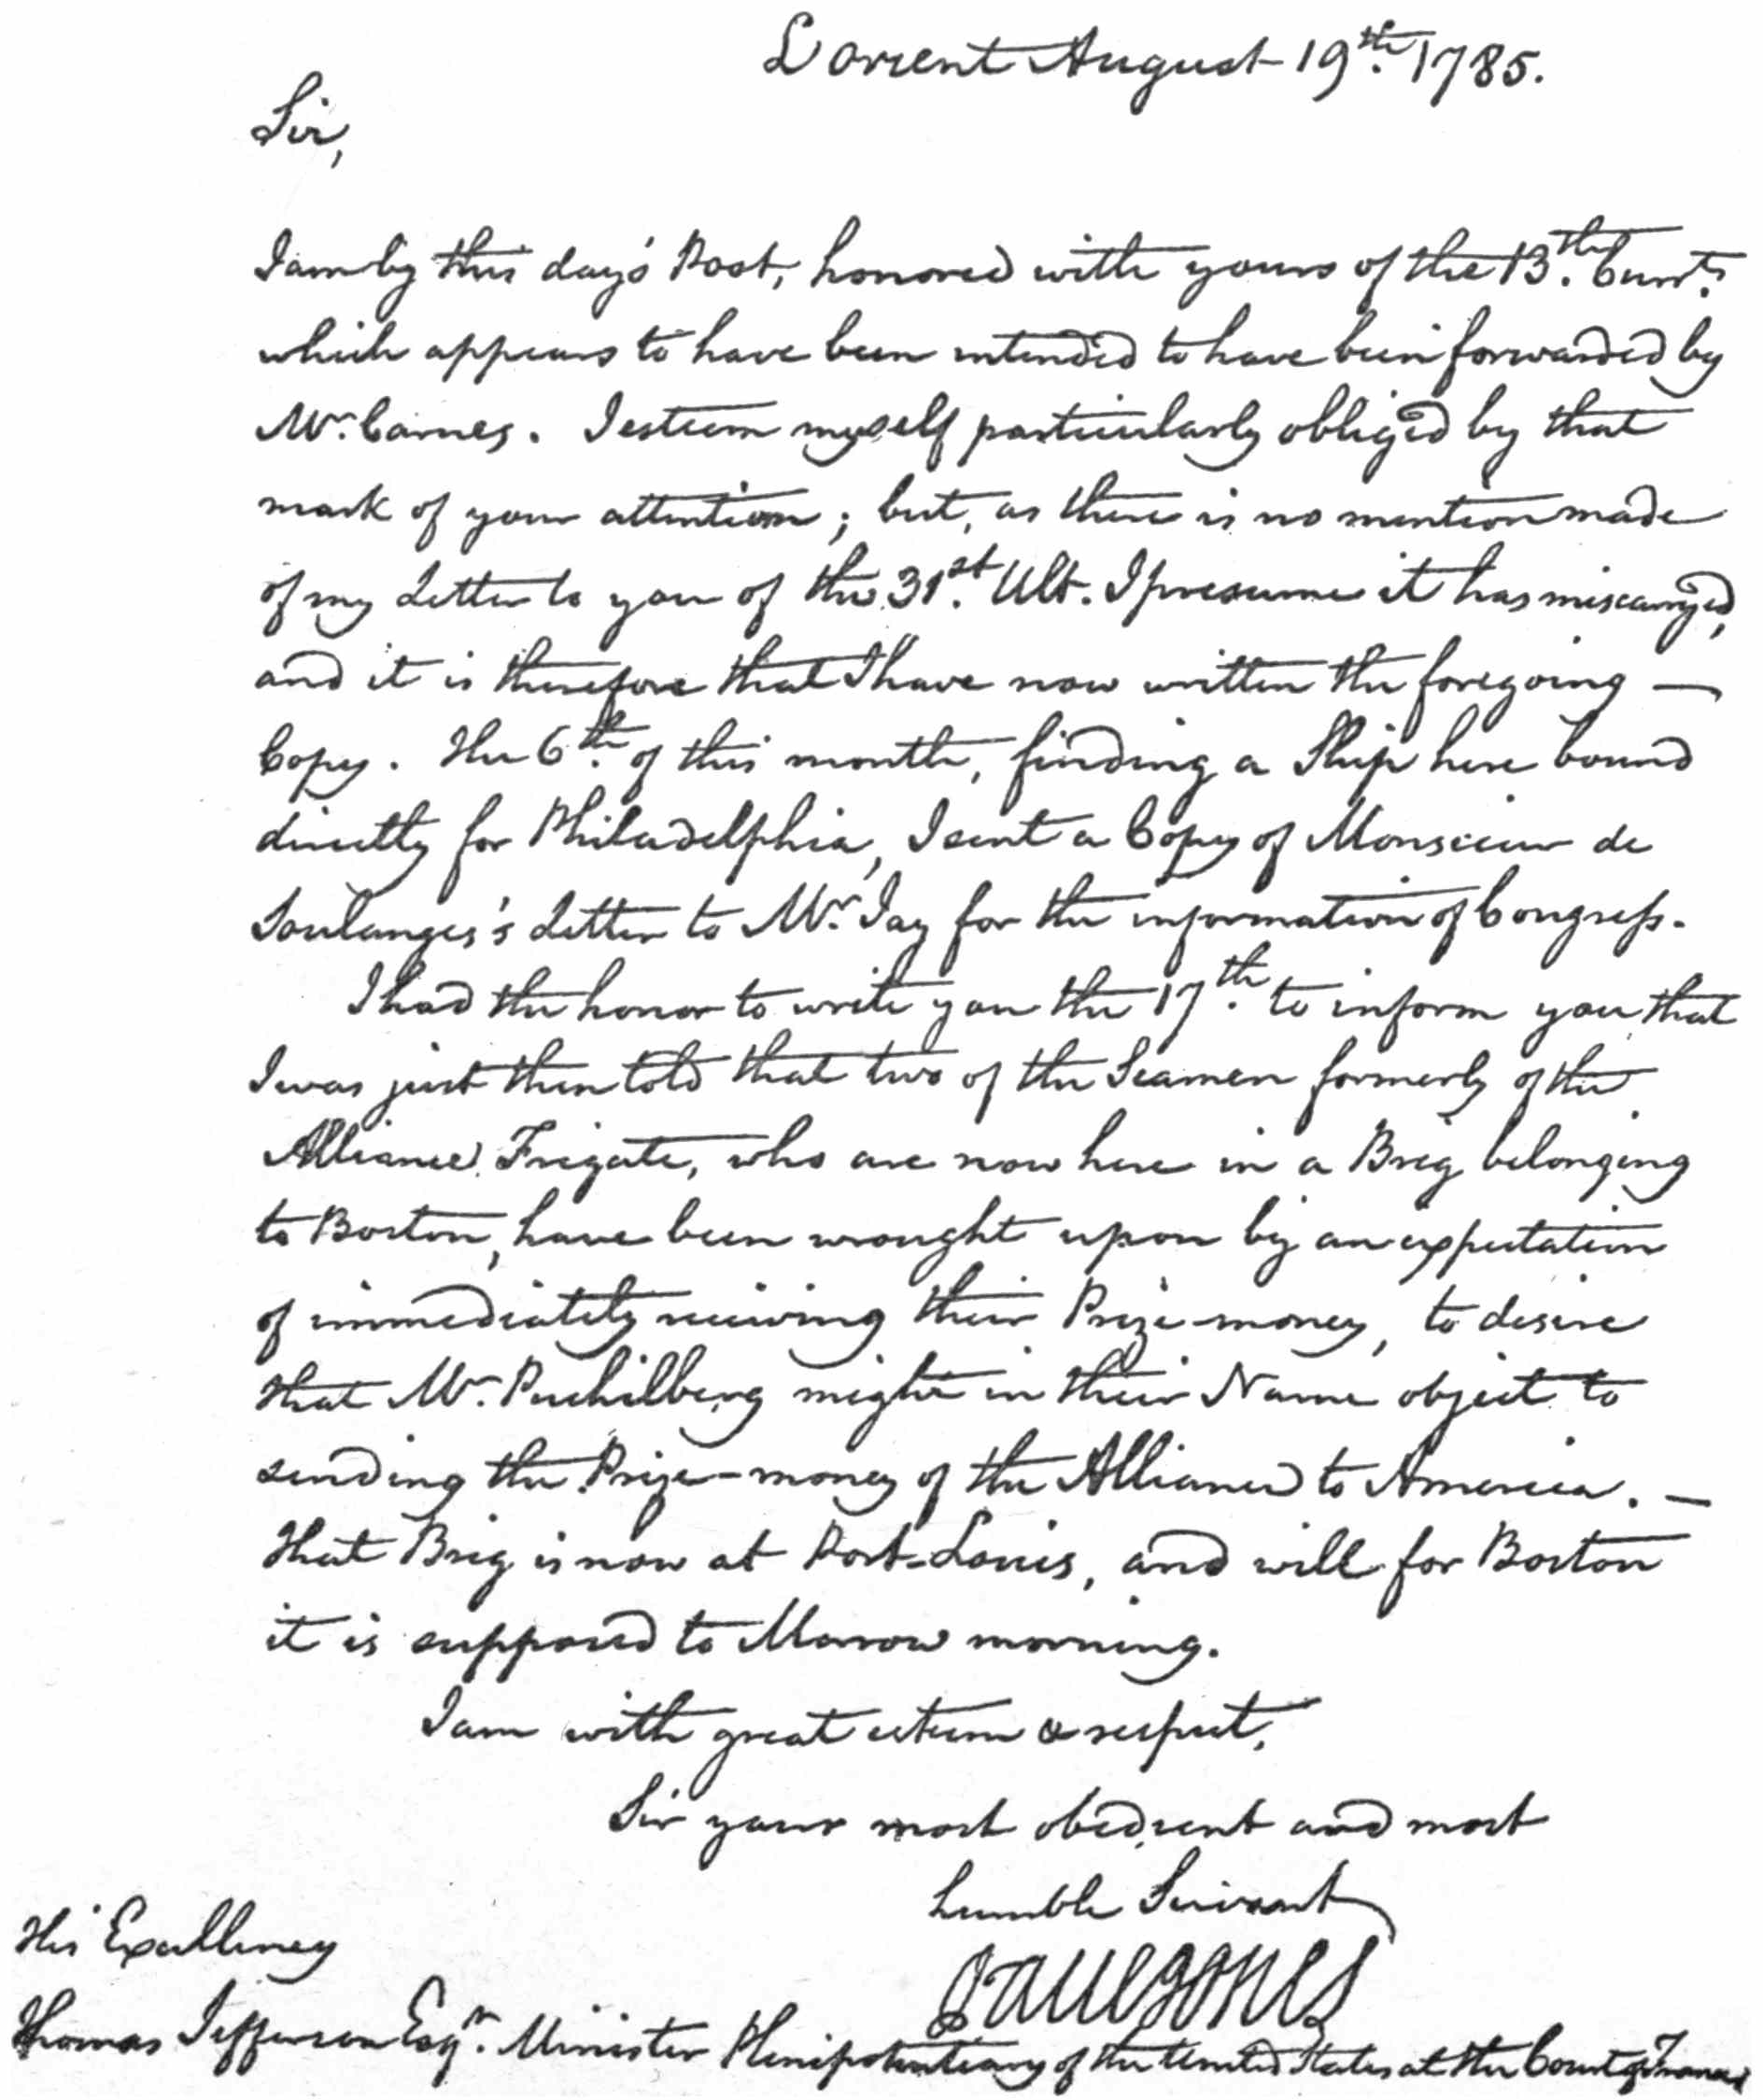 L'Orient August 19th. 1785.
Sir,
I am by this day's Post, honored with yours of the 13th. Currt.
which appears to have been intended to have been forwarded by
Mr. Carnes. I esteem myself particularly obliged by that
mark of your attention; but, as there is no mention made
of my Letter to you of the 31st. Ult. I presume it has miscarryed,
and it is therefore that I have now written the foregoing —
Copy. The 6th. of this month, finding a Ship here bound
directly for Philadelphia, I sent a Copy of Monsieur de
Soulanges's Letter to Mr. Jay for the information of Congress.
I had the honor to write you the 17th. to inform you that
I was just then told that two of the Seamen formerly of the
Alliance Frigate, who are now here in a Brig belonging
to Boston, have been wrought upon by an expectation
of immediately receiving their Prize-money, to desire
that Mr. Puchilberg might in their Name object to
sending the Prize-money of the Alliance to America. —
That Brig is now at Port-Louis, and will for Boston
it is supposed to Morrow morning.
I am with great esteem & respect,
Sir your most obedient and most
humble Servant
Paul Jones
His Excellency
Thomas Jefferson Esqr. Minister Plenipotentiary of the United States at the Court of France